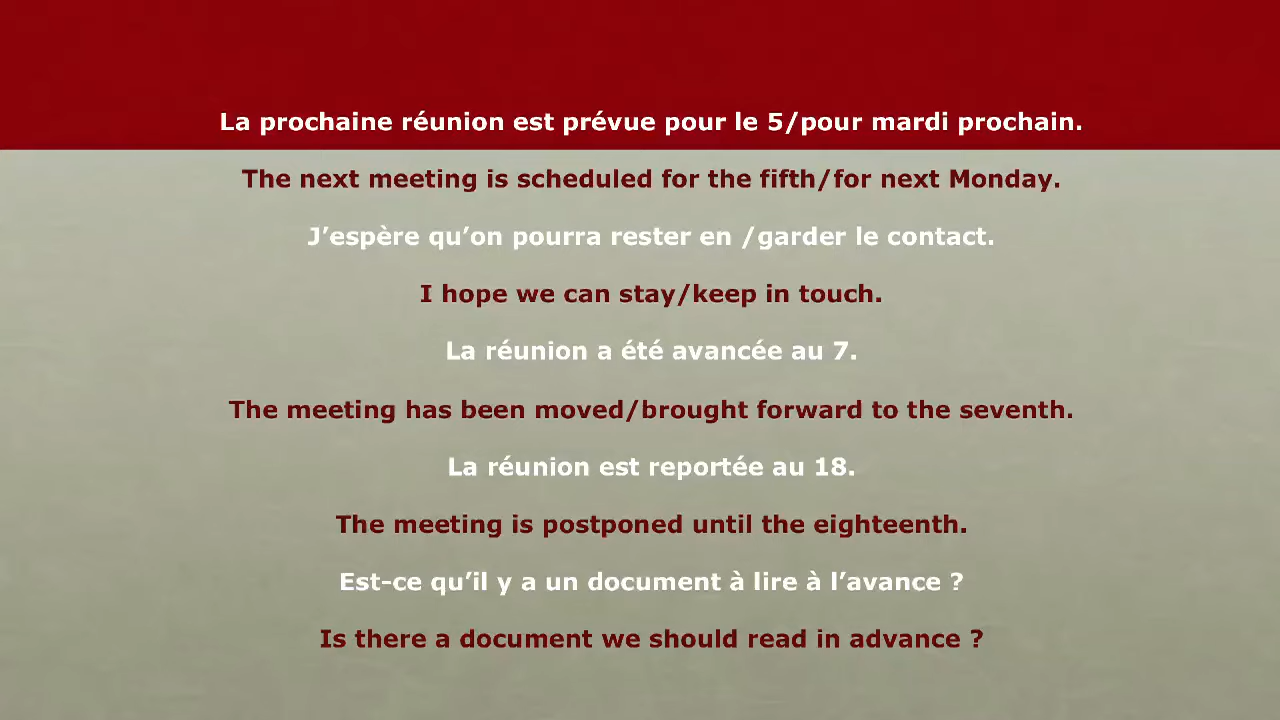 La prochaine réunion est prévue pour le 5/pour mardi prochain.
The next meeting is scheduled for the fifth/for next Monday.
J’espère qu’on pourra rester en /garder le contact.
I hope we can stay/keep in touch.
La réunion a été avancée au 7.
The meeting has been moved/brought forward to the seventh.
La réunion est reportée au 18.
The meeting is postponed until the eighteenth.
Est-ce qu’il y a un document à lire à l’avance ?
Is there a document we should read in advance ?